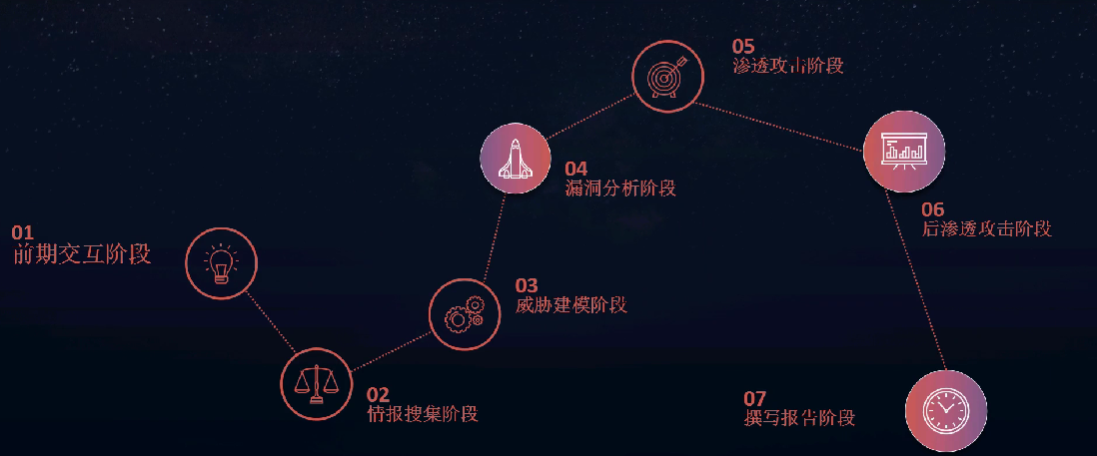 01
前期交互阶段
02
情报搜集阶段
03
威胁建模阶段
04
漏洞分析阶段
05
渗透攻击阶段
06
后渗透攻击阶段
07
撰写报告阶段